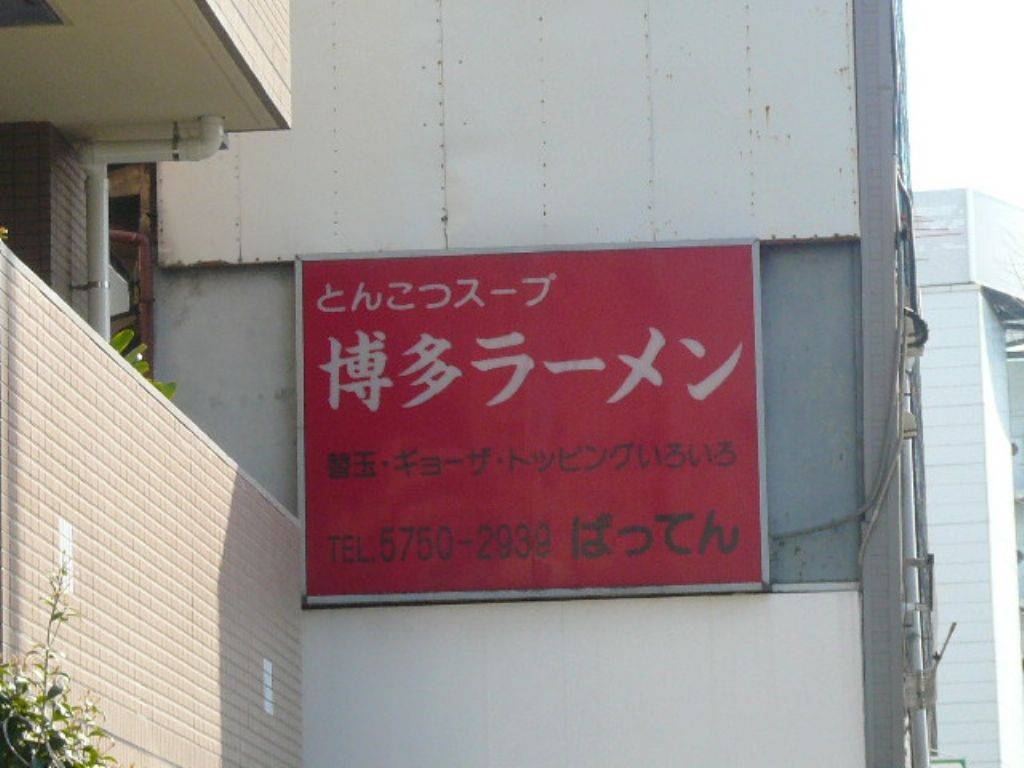 とんこつスープ
博多ラーメン
替玉・ギョーザ・トッピングいろいろ
TEL.5750-2939 ばってん